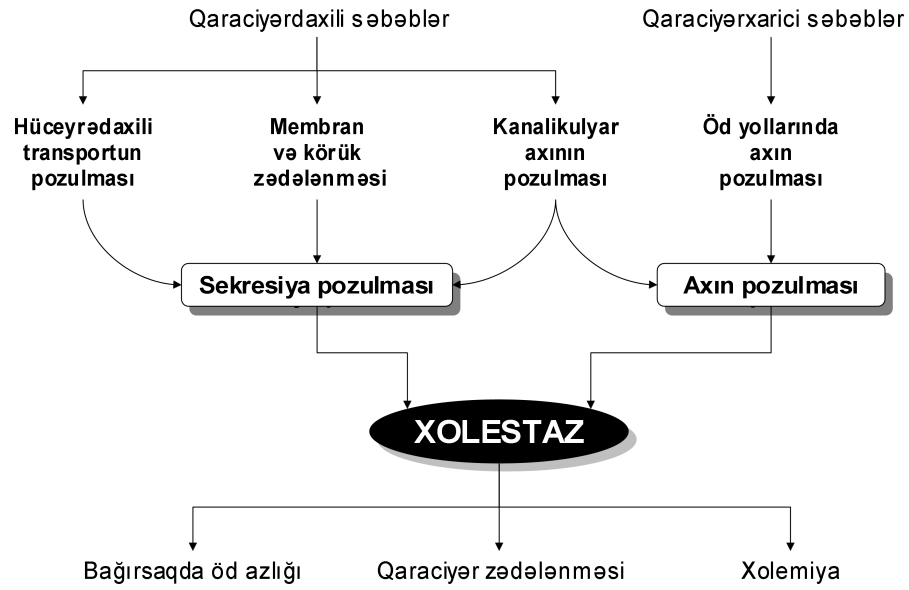 Qaraciyərdaxili səbəblər
Qaraciyərxarici səbəblər
Hüceyrədaxili
transportun
pozulması
Membran
və körük
zədələnməsi
Kanalikulyar
axının
pozulması
Öd yollarında
axın
pozulması
Sekresiya pozulması
Axın pozulması
XOLESTAZ
Bağırsaqda öd azlığı
Qaraciyər zədələnməsi
Xolemiya